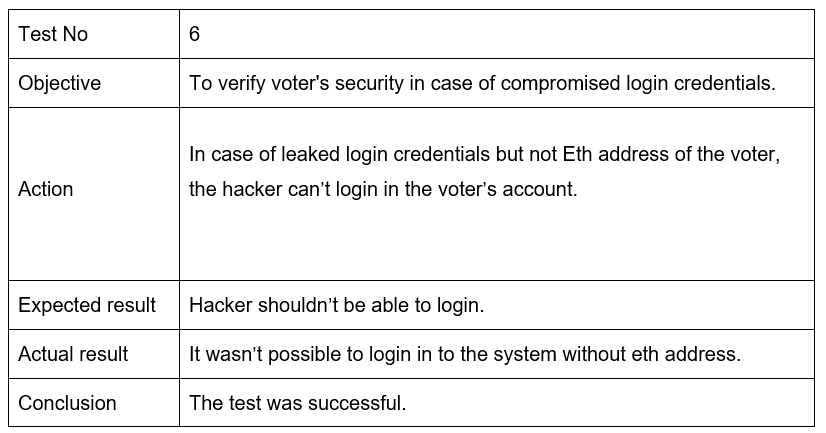 Test No 6
Objective To verify voter's security in case of compromised login credentials.
Action In case of leaked login credentials but not Eth address of the voter,
the hacker can’t login in the voter’s account.
Expected result Hacker shouldn’t be able to login.
Actual result It wasn’t possible to login in to the system without eth address.
Conclusion The test was successful.